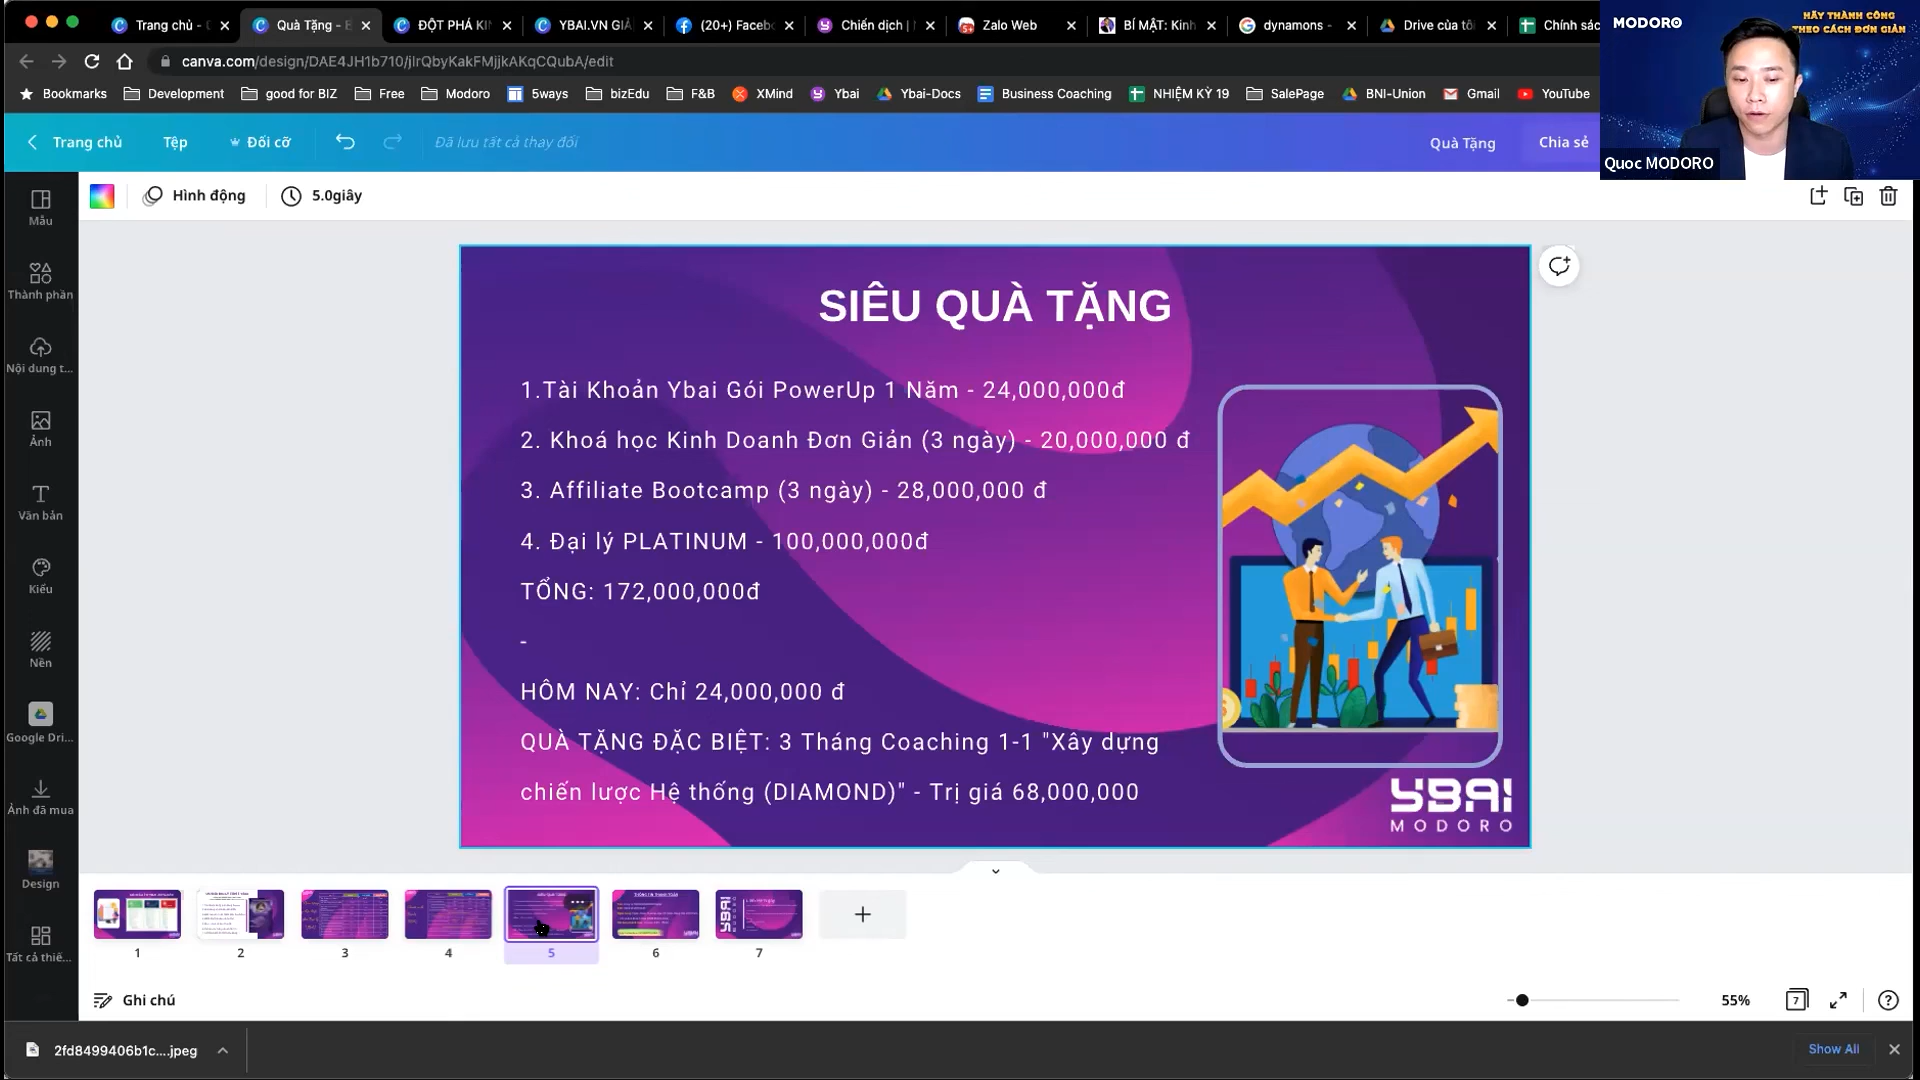 Trang chủ -
Quà Tặng -
ĐỘT PHÁ KI
YBAI.VN GIẢ
(20+) Faceb
Chiến dịch |
Zalo Web
BÍ MẬT: Kinh
dynamons -
Drive của tô
Chính sác
canva.com/design/DAE4JH1b710/jIrQbyKakFMjjkAKqCQubA/edit
Bookmarks
Development
good for BIZ
Free
Modoro
5ways
bizEdu
F&B
XMind
Ybai
Ybai-Docs
Business Coaching
NHIỆM KỲ 19
SalePage
BNI-Union
Gmail
YouTube
MODORO
HÃY THÀNH CÔNG
THEO CÁCH ĐƠN GIẢN
Quoc MODORO
Trang chủ
Tệp
Đổi cỡ
Đã lưu tất cả thay đổi
Quà Tặng
Chia sẻ
Hình động
5.0giây
Mẫu
Thành phần
Nội dung t...
Ảnh
Văn bản
Kiểu
Nền
Google Dri...
Ảnh đã mua
Design
Tất cả thiế...
SIÊU QUÀ TẶNG
1.Tài Khoản Ybai Gói PowerUp 1 Năm - 24,000,000đ
2. Khoá học Kinh Doanh Đơn Giản (3 ngày) - 20,000,000 đ
3. Affiliate Bootcamp (3 ngày) - 28,000,000 đ
4. Đại lý PLATINUM - 100,000,000đ
TỔNG: 172,000,000đ
-
HÔM NAY: Chỉ 24,000,000 đ
QUÀ TẶNG ĐẶC BIỆT: 3 Tháng Coaching 1-1 "Xây dựng
chiến lược Hệ thống (DIAMOND)" - Trị giá 68,000,000
YBAI
MODORO
1
2
3
4
5
6
7
Ghi chú
55%
7
2fd8499406b1c....jpeg
Show All